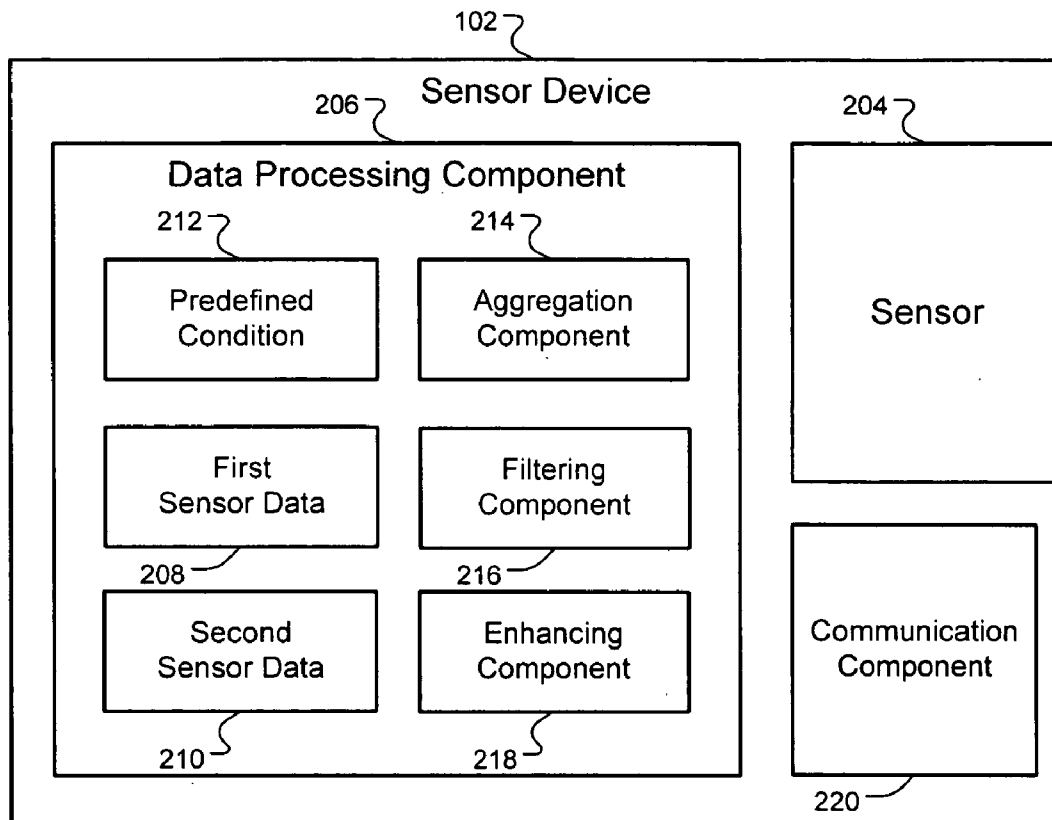 102
Sensor Device
206
204
Data Processing Component
212
214
Predefined
Condition
Aggregation
Component
Sensor
First
Sensor Data
Filtering
Component
208
216
Second
Sensor Data
Enhancing
Component
Communication
Component
210
218
220